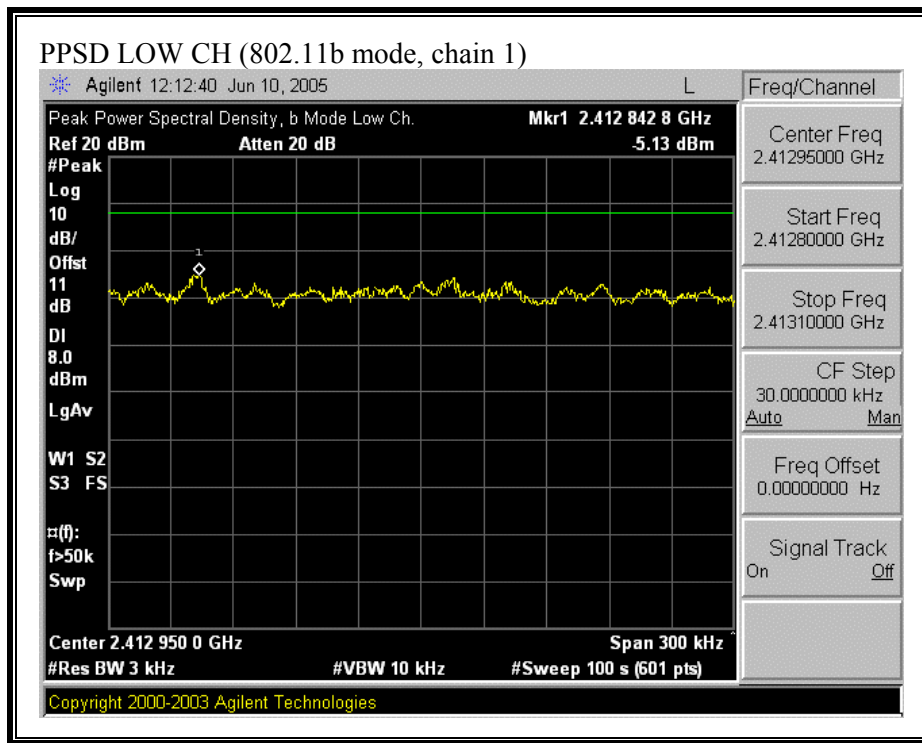 PPSD LOW CH (802.11b mode, chain 1)
Agilent 12:12:40 Jun 10, 2005 L
Freq/Channel
Peak Power Spectral Density, b Mode Low Ch. Mkr1 2.412 842 8 GHz
Ref 20 dBm Atten 20 dB -5.13 dBm
#Peak
Log
10
dB/
Offst
11
dB
DI
8.0
dBm
LgAv
W1 S2
S3 FS
¤(f):
f>50k
Swp
1
Center 2.412 950 0 GHz Span 300 kHz
#Res BW 3 kHz #VBW 10 kHz #Sweep 100 s (601 pts)
Copyright 2000-2003 Agilent Technologies
Center Freq
2.41295000 GHz
Start Freq
2.41280000 GHz
Stop Freq
2.41310000 GHz
CF Step
30.0000000 kHz
Auto Man
Freq Offset
0.00000000 Hz
Signal Track
On Off